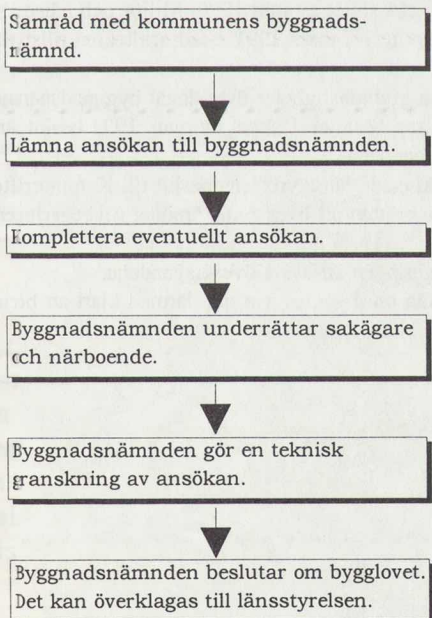 Samråd med kommunens byggnads-
nämnd.
Lämna ansökan till byggnadsnämnden.
Komplettera eventuellt ansökan.
Byggnadsnämnden underrättar sakägare
och närboende.
Byggnadsnämnden gör en teknisk
granskning av ansökan.
Byggnadsnämnden beslutar om bygglovet.
Det kan överklagas till länsstyrelsen.